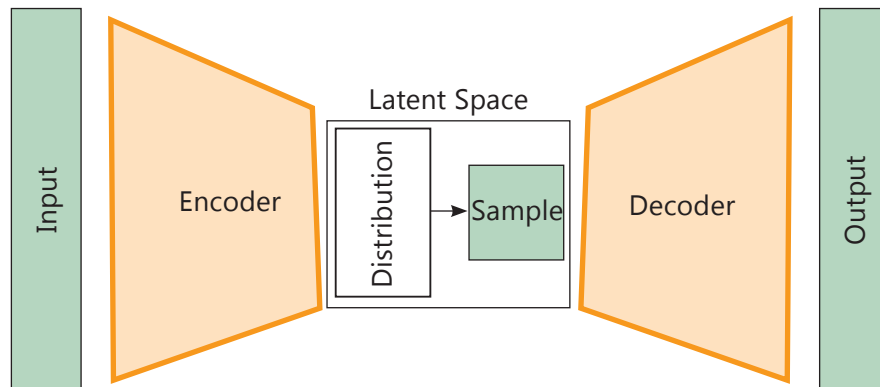 Input
Encoder
Latent Space
Distribution
Sample
Decoder
Output